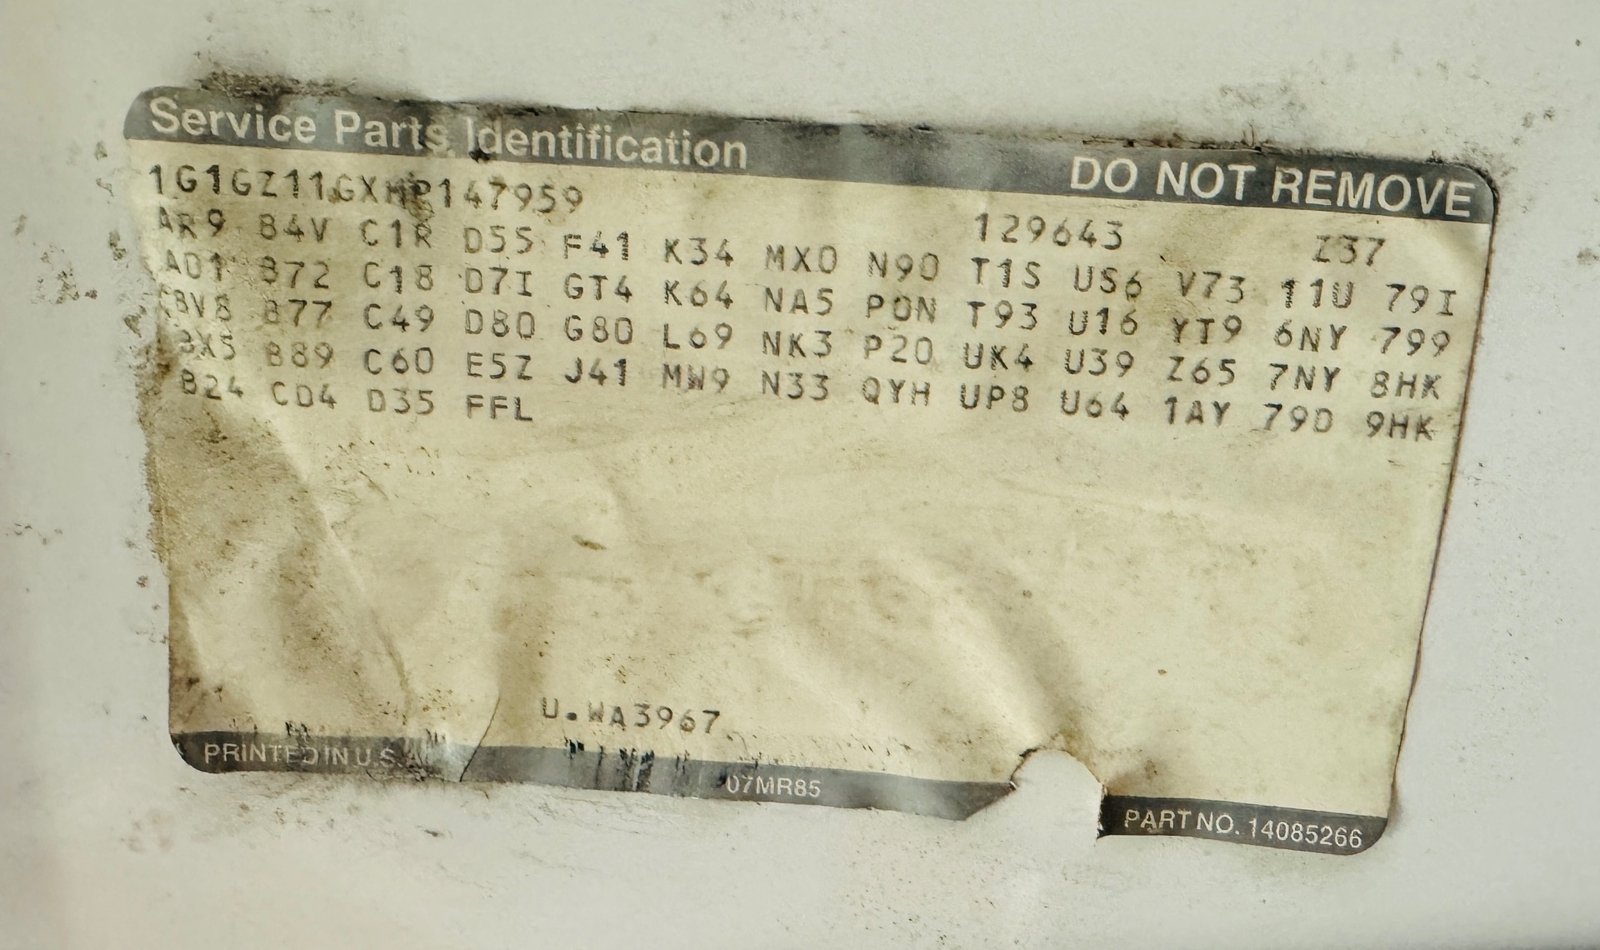 Service Parts Identification DO NOT REMOVE
1G1GZ11GXHP147959 129643 Z37
AR9 B4V C1R D55 F41 K34 MX0 N90 T1S US6 V73 11U 79I
A01 B72 C18 D7I GT4 K64 NA5 P0N T93 U16 YT9 6NY 799
BV8 B77 C49 D80 G80 L69 NK3 P20 UK4 U39 Z65 7NY 8HK
BX5 B89 C60 E5Z J41 MW9 N33 QYH UP8 U64 1AY 79D 9HK
B24 CD4 D35 FFL
U.WA3967
PRINTED IN U.S.A. 07MR85 PART NO. 14085266